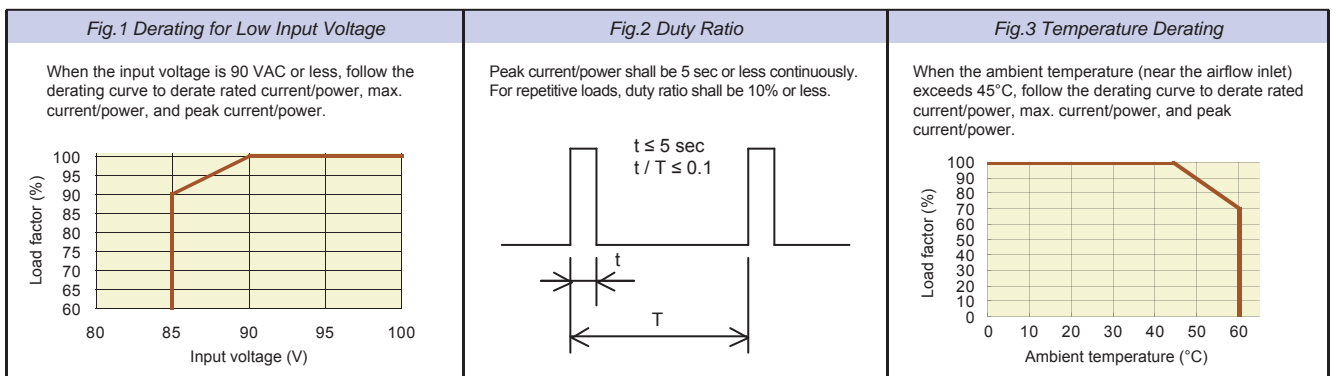 Fig.1 Derating for Low Input Voltage
When the input voltage is 90 VAC or less, follow the
derating curve to derate rated current/power, max.
current/power, and peak current/power.
100
95
90
85
80
75
70
65
60
Load factor (%)
80 85 90 95 100
Input voltage (V)
Fig.2 Duty Ratio
Peak current/power shall be 5 sec or less continuously.
For repetitive loads, duty ratio shall be 10% or less.
t ≤ 5 sec
t / T ≤ 0.1
t
T
Fig.3 Temperature Derating
When the ambient temperature (near the airflow inlet)
exceeds 45°C, follow the derating curve to derate rated
current/power, max. current/power, and peak
current/power.
100
90
80
70
60
50
40
30
20
10
0
Load factor (%)
0 10 20 30 40 50 60
Ambient temperature (°C)